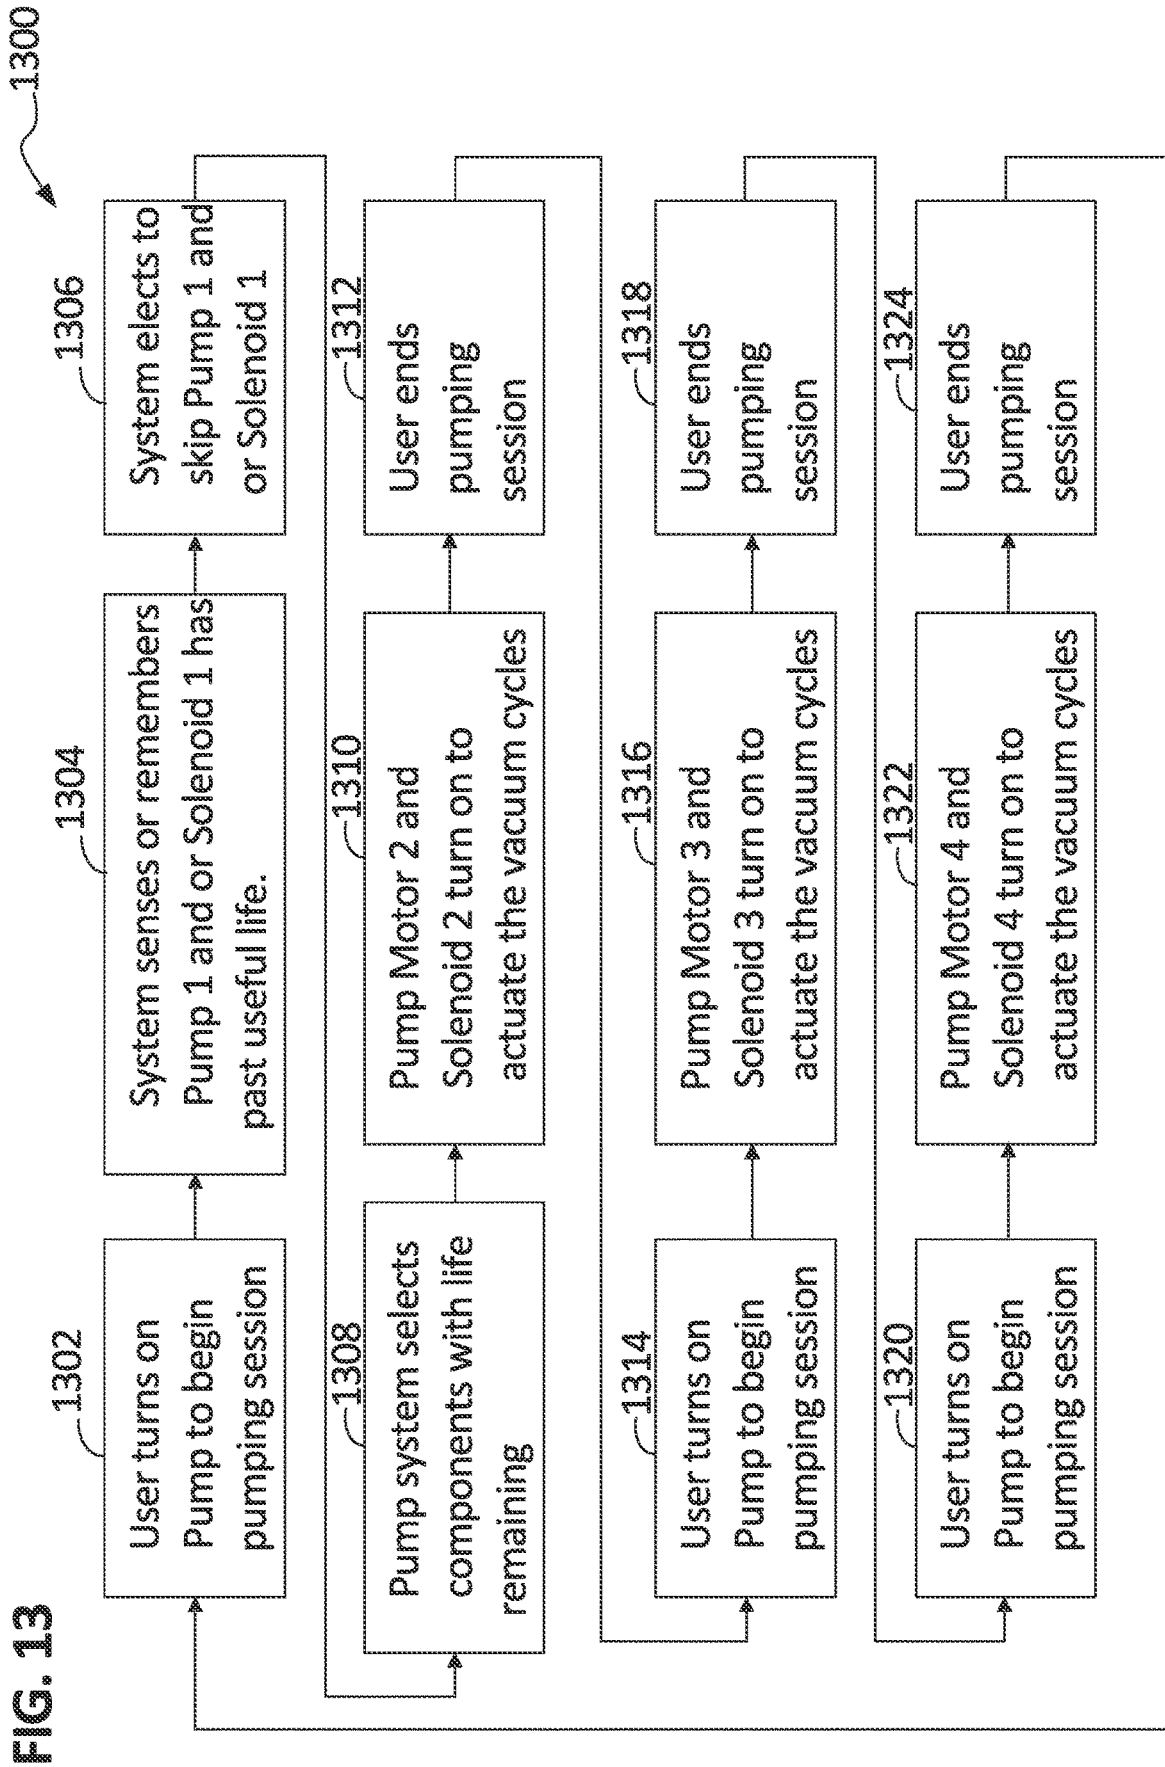 FIG. 13
1300
1302
User turns on
Pump to begin
pumping session
1304
System senses or remembers
Pump 1 and or Solenoid 1 has
past useful life.
1306
System elects to
skip Pump 1 and
or Solenoid 1
1308
Pump system selects
components with life
remaining
1310
Pump Motor 2 and
Solenoid 2 turn on to
actuate the vacuum cycles
1312
User ends
pumping
session
1314
User turns on
Pump to begin
pumping session
1316
Pump Motor 3 and
Solenoid 3 turn on to
actuate the vacuum cycles
1318
User ends
pumping
session
1320
User turns on
Pump to begin
pumping session
1322
Pump Motor 4 and
Solenoid 4 turn on to
actuate the vacuum cycles
1324
User ends
pumping
session